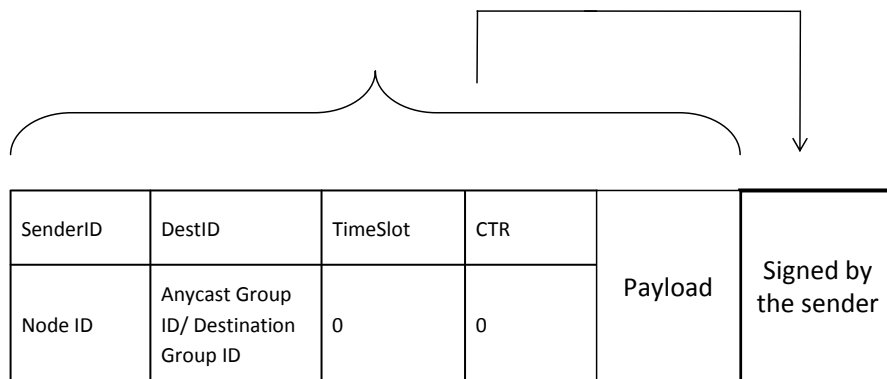 SenderID
DestID
TimeSlot
CTR
Payload
Signed by
the sender
Node ID
Anycast Group
ID/ Destination
Group ID
0
0